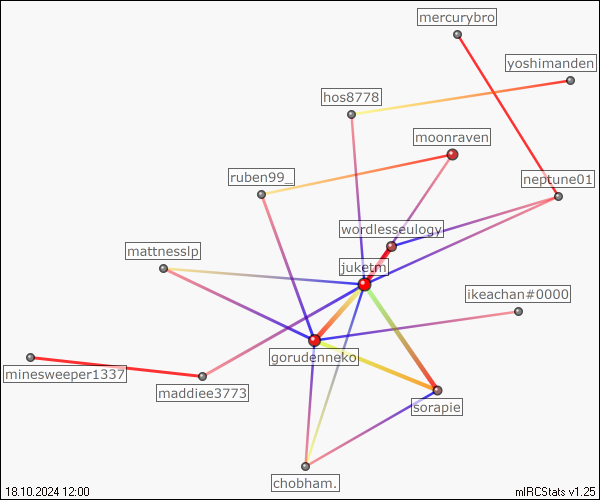 mercurybro
yoshimanden
hos8778
moonraven
ruben99_
neptune01
wordlesseulogy
mattnesslp
juketm
ikeachan#0000
gorudenneko
minesweeper1337
maddiee3773
sorapie
chobham.
18.10.2024 12:00
mIRCStats v1.25